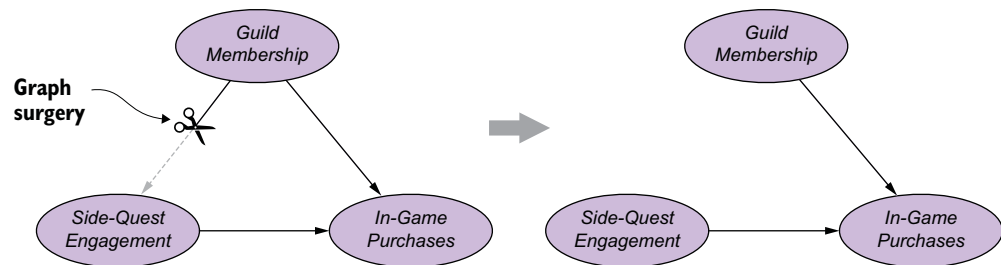 Guild
Membership
Graph
surgery
Side-Quest
Engagement
In-Game
Purchases
Guild
Membership
Side-Quest
Engagement
In-Game
Purchases